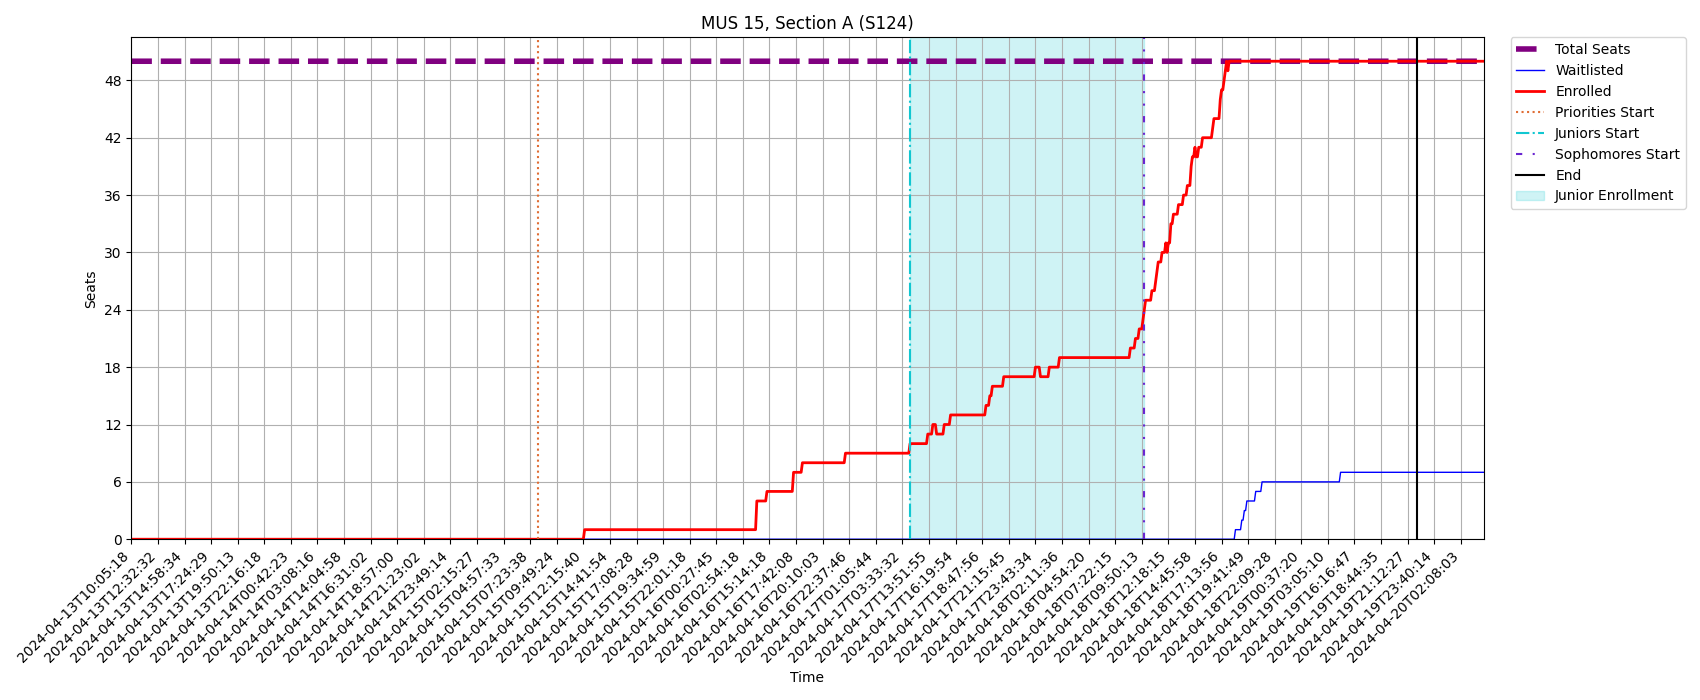 MUS 15, Section A (S124)
Seats
48
42
36
30
24
18
12
6
0
2024-04-13T10:05:18
2024-04-13T12:32:32
2024-04-13T14:58:34
2024-04-13T17:24:29
2024-04-13T19:50:13
2024-04-13T22:16:18
2024-04-14T00:42:23
2024-04-14T03:08:16
2024-04-14T14:04:58
2024-04-14T16:31:02
2024-04-14T18:57:00
2024-04-14T21:23:02
2024-04-14T23:49:14
2024-04-15T02:15:27
2024-04-15T04:57:33
2024-04-15T07:23:38
2024-04-15T09:49:24
2024-04-15T12:15:40
2024-04-15T14:41:54
2024-04-15T17:08:28
2024-04-15T19:34:59
2024-04-15T22:01:18
2024-04-16T00:27:45
2024-04-16T02:54:18
2024-04-16T15:14:18
2024-04-16T17:42:08
2024-04-16T20:10:03
2024-04-16T22:37:46
2024-04-17T01:05:44
2024-04-17T03:33:32
2024-04-17T13:51:55
2024-04-17T16:19:54
2024-04-17T18:47:56
2024-04-17T21:15:45
2024-04-17T23:43:34
2024-04-18T02:11:36
2024-04-18T04:54:20
2024-04-18T07:22:15
2024-04-18T09:50:13
2024-04-18T12:18:15
2024-04-18T14:45:58
2024-04-18T17:13:56
2024-04-18T19:41:49
2024-04-18T22:09:28
2024-04-19T00:37:20
2024-04-19T03:05:10
2024-04-19T16:16:47
2024-04-19T18:44:35
2024-04-19T21:12:27
2024-04-19T23:40:14
2024-04-20T02:08:03
Time
Total Seats
Waitlisted
Enrolled
Priorities Start
Juniors Start
Sophomores Start
End
Junior Enrollment